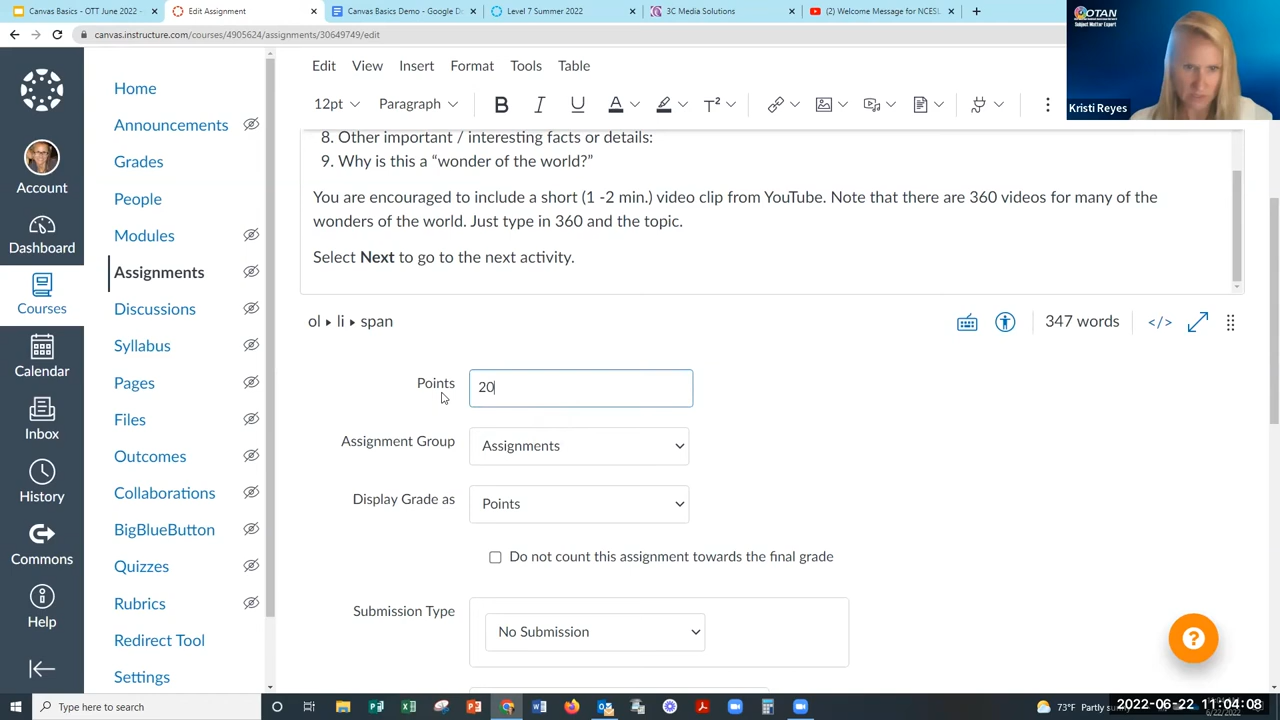 Canvas Basics - OTT June 2022 -
Edit Assignment
Canvas Basics Demo - Google D
Level 7 Summer 2022
3C Media Solutions
(2) Welcome Message for NCESL
canvas.instructure.com/courses/4905624/assignments/30649749/edit
OTAN
Subject Matter Expert
Kristi Reyes
Account
Dashboard
Courses
Calendar
Inbox
History
Commons
Help
Home
Announcements
Grades
People
Modules
Assignments
Discussions
Syllabus
Pages
Files
Outcomes
Collaborations
BigBlueButton
Quizzes
Rubrics
Redirect Tool
Settings
Edit View Insert Format Tools Table
12pt Paragraph B I U A T²
8. Other important / interesting facts or details:
9. Why is this a “wonder of the world?”
You are encouraged to include a short (1 -2 min.) video clip from YouTube. Note that there are 360 videos for many of the
wonders of the world. Just type in 360 and the topic.
Select Next to go to the next activity.
ol ▸ li ▸ span
347 words
</>
Points
20
Assignment Group
Assignments
Display Grade as
Points
Do not count this assignment towards the final grade
Submission Type
No Submission
?
Type here to search
73°F Partly su
2022-06-22 11:04:08